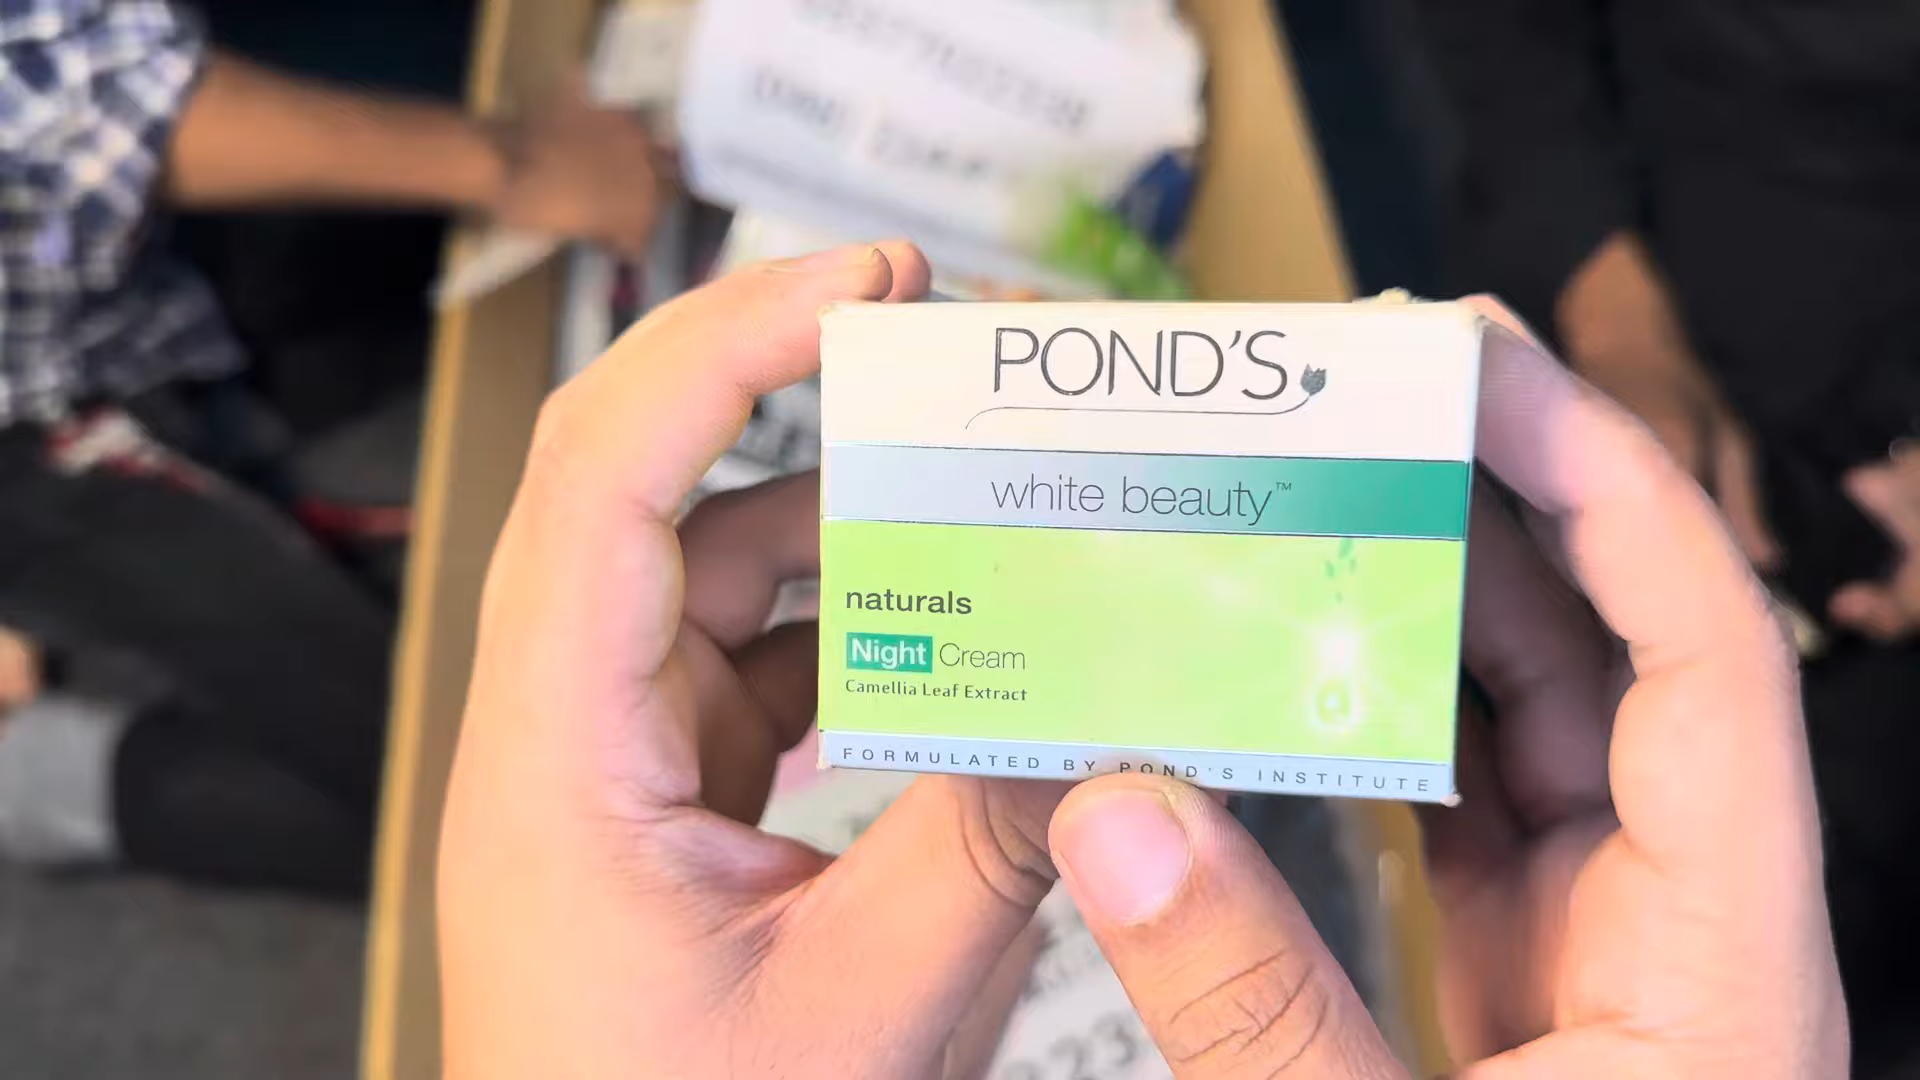 POND'S
white beauty™
naturals
Night Cream
Camellia Leaf Extract
FORMULATED BY POND'S INSTITUTE